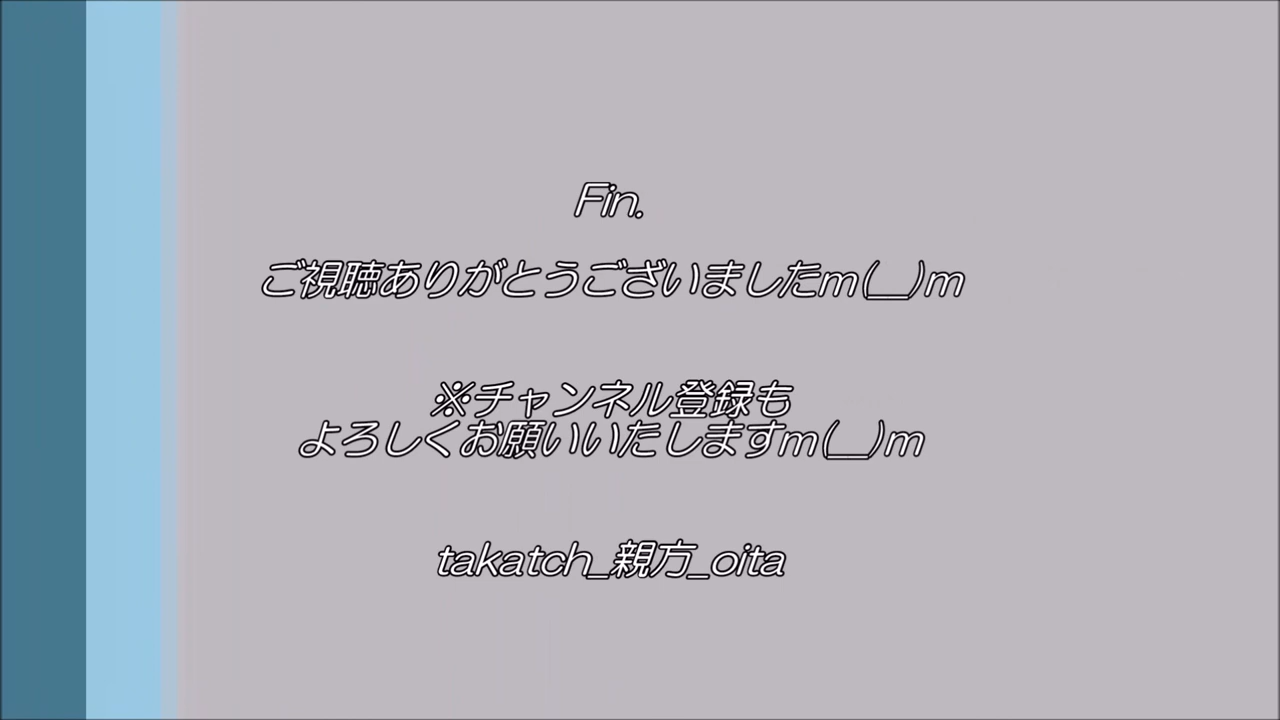 Fin.
ご視聴ありがとうございましたm(__)m
※チャンネル登録も
よろしくお願いいたしますm(__)m
takatch_親方_oita